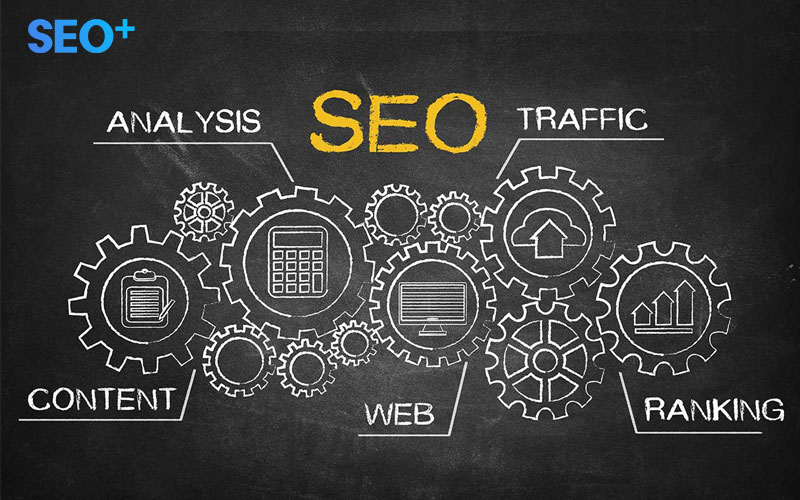 SEO+
SEO
ANALYSIS
TRAFFIC
CONTENT
WEB
RANKING